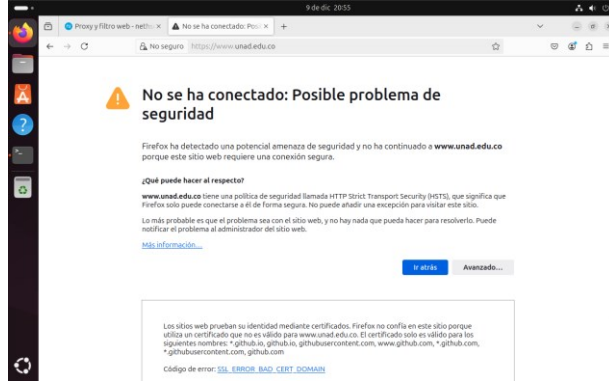 9 de dic 20:55
Proxy y filtro web - neth
No se ha conectado: Posi
No seguro https://www.unad.edu.co
No se ha conectado: Posible problema de
seguridad
Firefox ha detectado una potencial amenaza de seguridad y no ha continuado a www.unad.edu.co
porque este sitio web requiere una conexión segura.
¿Qué puede hacer al respecto?
www.unad.edu.co tiene una política de seguridad llamada HTTP Strict Transport Security (HSTS), que significa que
Firefox solo puede conectarse a él de forma segura. No puede añadir una excepción para visitar este sitio.
Lo más probable es que el problema sea con el sitio web, y no hay nada que pueda hacer para resolverlo. Puede
notificar el problema al administrador del sitio web.
Más información...
Ir atrás Avanzado...
Los sitios web prueban su identidad mediante certificados. Firefox no confía en este sitio porque
utiliza un certificado que no es válido para www.unad.edu.co. El certificado solo es válido para los
siguientes nombres: *.github.io, github.io, githubusercontent.com, www.github.com, *.github.com,
*.githubusercontent.com, github.com
Código de error: SSL_ERROR_BAD_CERT_DOMAIN